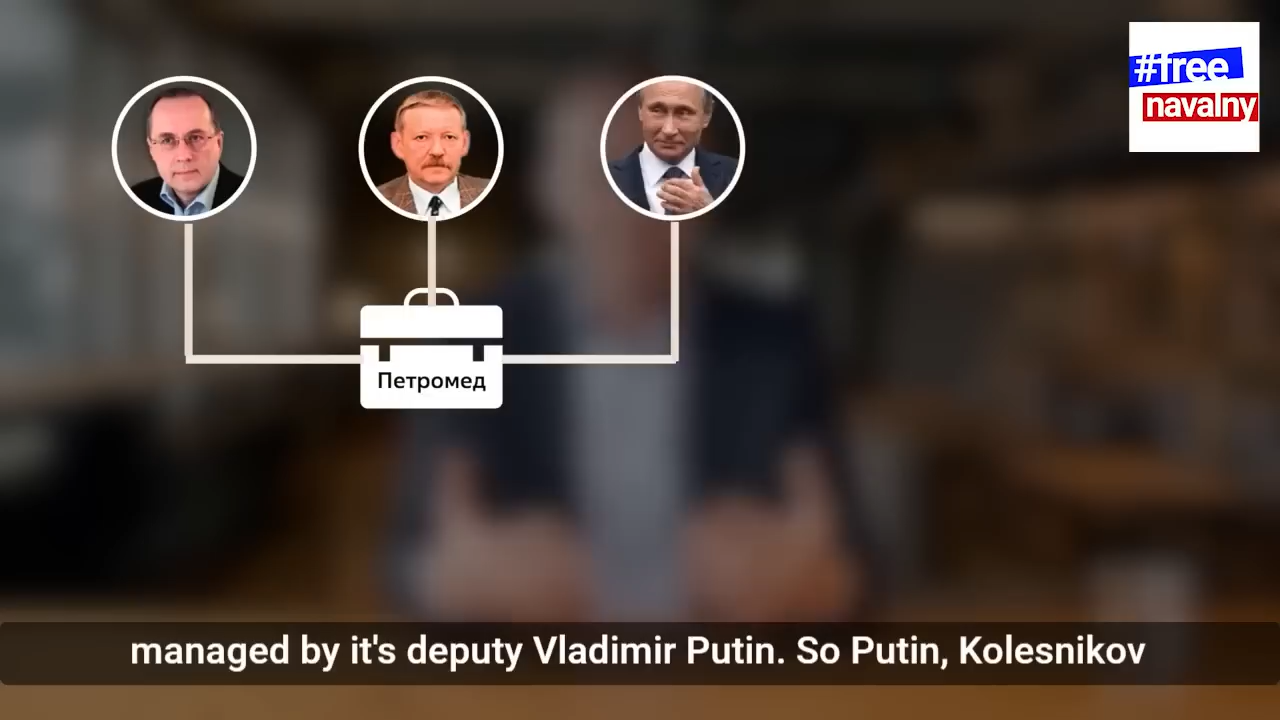 #free
navalny
Петромед
managed by it's deputy Vladimir Putin. So Putin, Kolesnikov